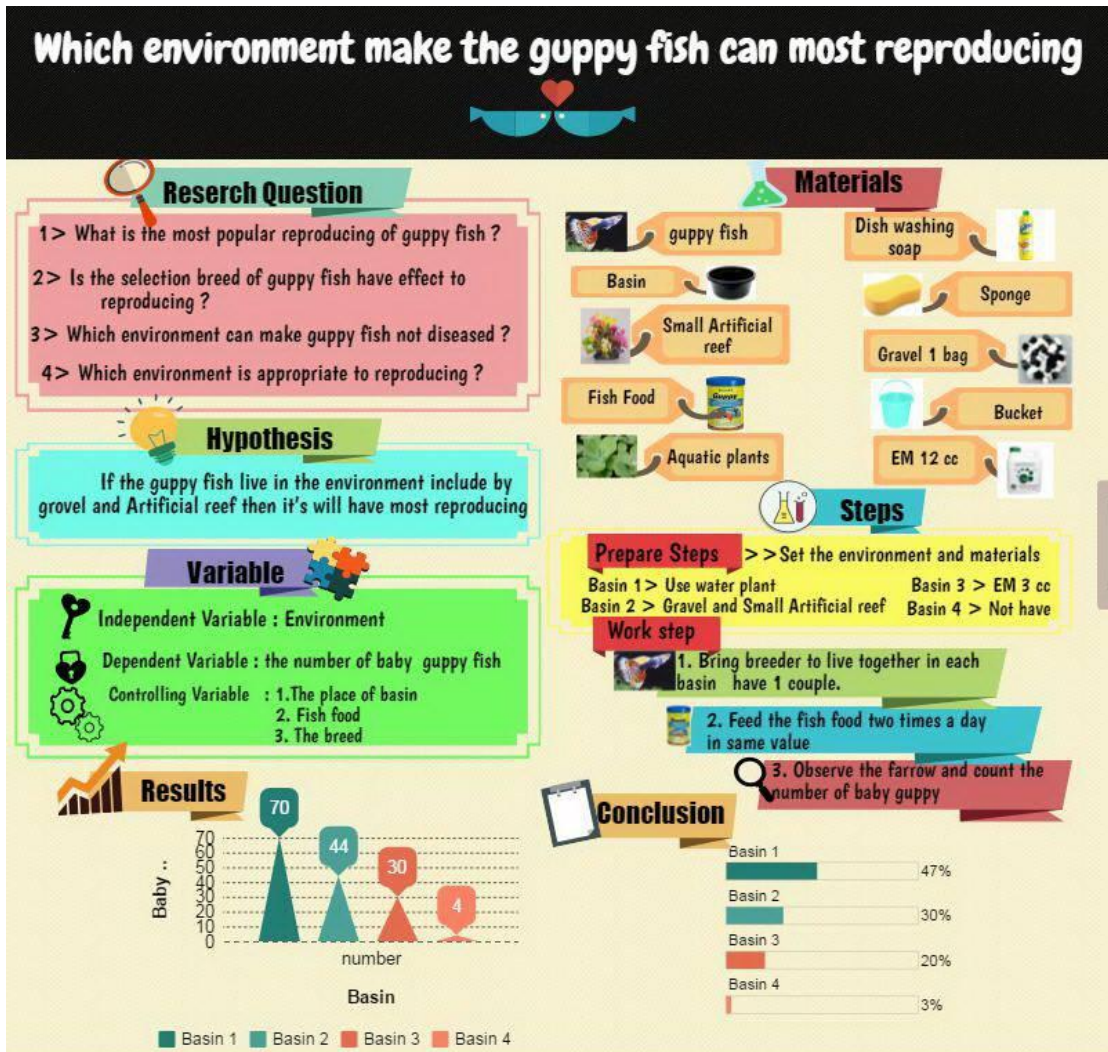 Which environment make the guppy fish can most reproducing
Reserch Question
1> What is the most popular reproducing of guppy fish ?
2> Is the selection breed of guppy fish have effect to
reproducing ?
3> Which environment can make guppy fish not diseased ?
4> Which environment is appropriate to reproducing ?
Hypothesis
If the guppy fish live in the environment include by
grovel and Artificial reef then it's will have most reproducing
Variable
Independent Variable : Environment
Dependent Variable : the number of baby guppy fish
Controlling Variable : 1.The place of basin
2. Fish food
3. The breed
Results
70
44
30
4
70
60
50
40
30
20
10
0
Baby ..
number
Basin
Basin 1
Basin 2
Basin 3
Basin 4
Materials
guppy fish
Dish washing
soap
Basin
Sponge
Small Artificial
reef
Gravel 1 bag
Fish Food
Guppy
Bucket
Aquatic plants
EM 12 cc
Steps
Prepare Steps > >Set the environment and materials
Basin 1> Use water plant
Basin 3 > EM 3 cc
Basin 2 > Gravel and Small Artificial reef
Basin 4 > Not have
Work step
1. Bring breeder to live together in each
basin have 1 couple.
2. Feed the fish food two times a day
in same value
3. Observe the farrow and count the
number of baby guppy
Conclusion
Basin 1
47%
Basin 2
30%
Basin 3
20%
Basin 4
3%